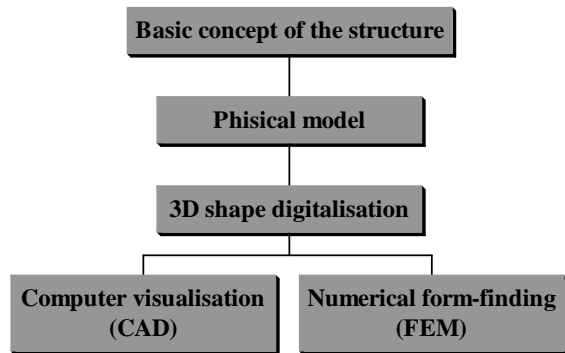 Basic concept of the structure
Phisical model
3D shape digitalisation
Computer visualisation
(CAD)
Numerical form-finding
(FEM)